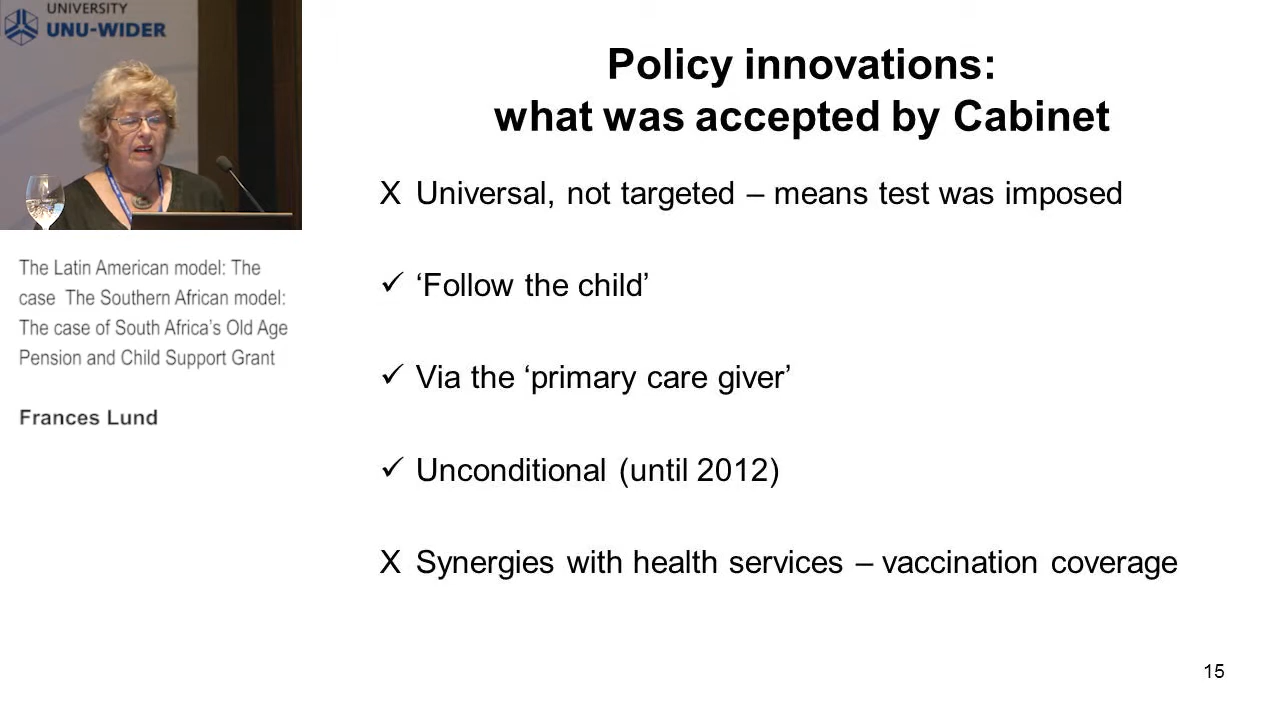 UNIVERSITY
UNU-WIDER
The Latin American model: The
case  The Southern African model:
The case of South Africa’s Old Age
Pension and Child Support Grant
Frances Lund
Policy innovations:
what was accepted by Cabinet
X Universal, not targeted – means test was imposed
✓ ‘Follow the child’
✓ Via the ‘primary care giver’
✓ Unconditional (until 2012)
X Synergies with health services – vaccination coverage
15